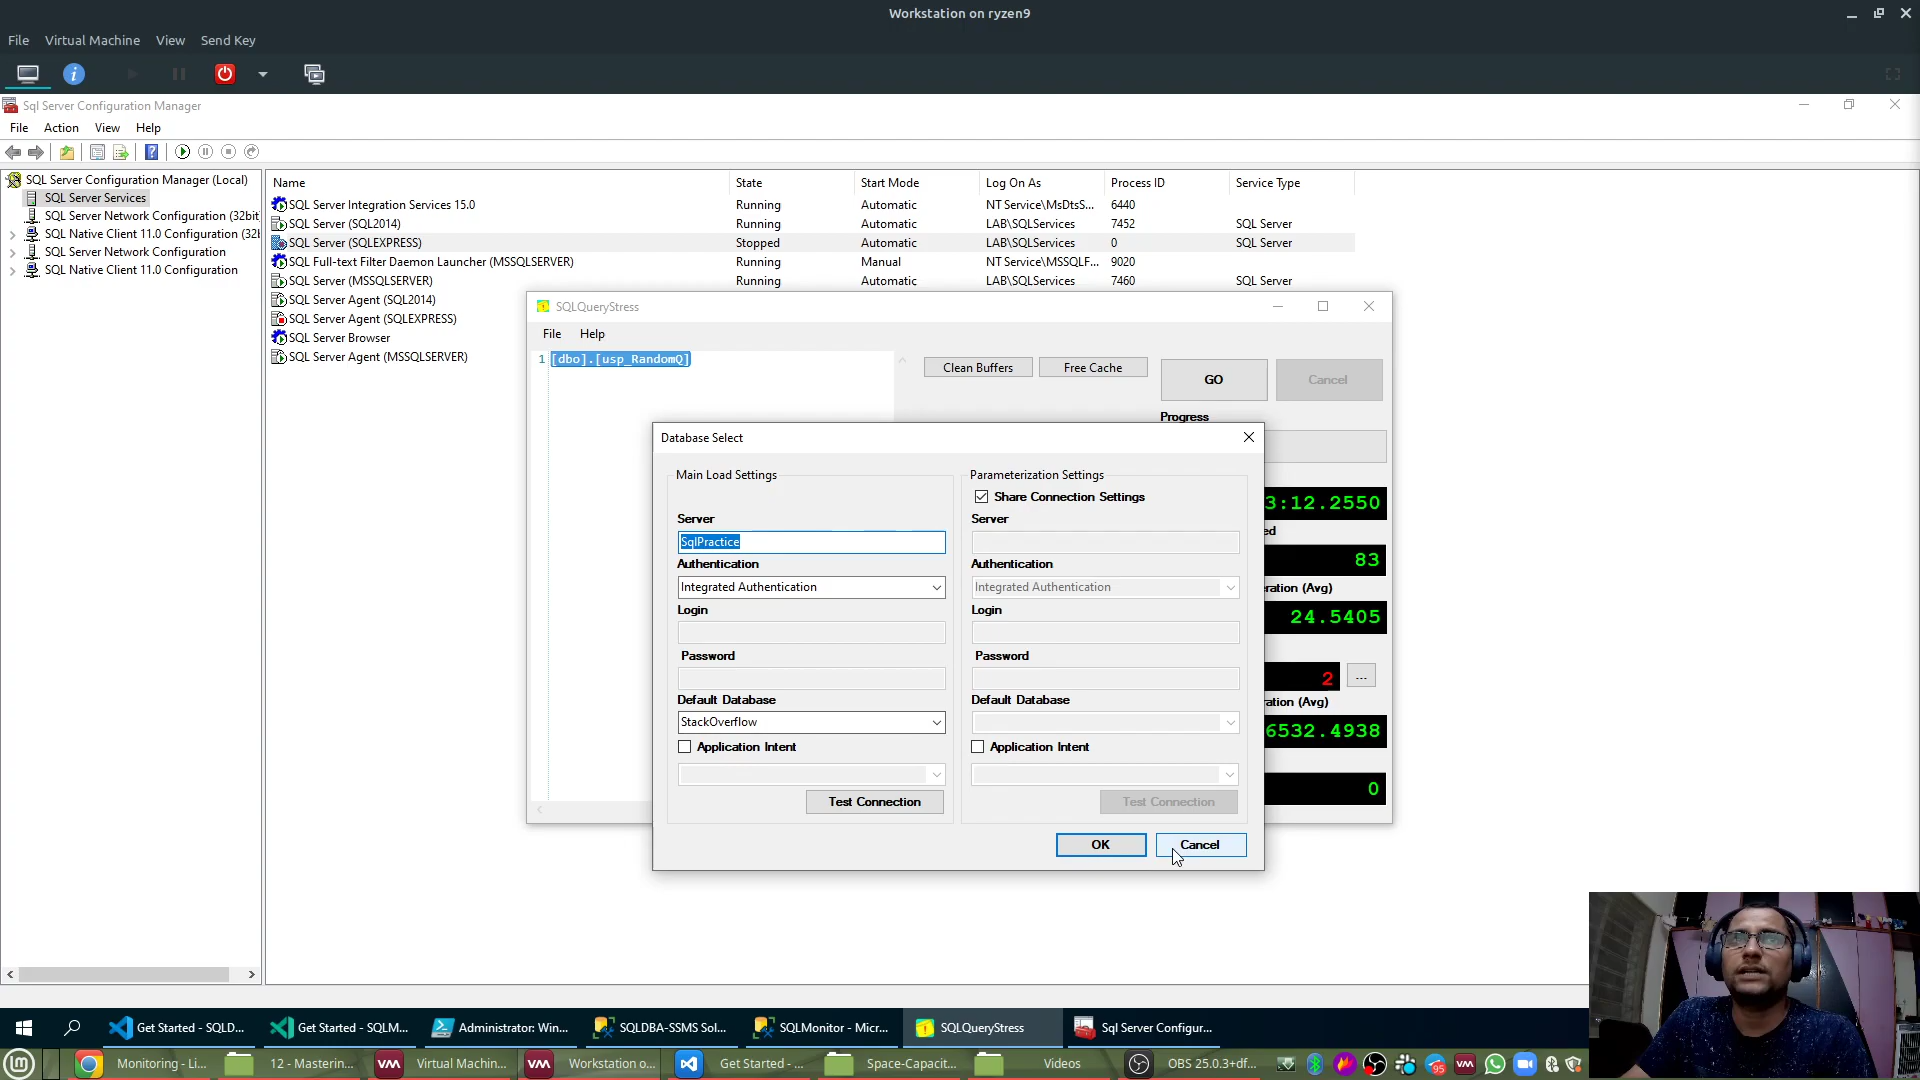 Workstation on ryzen9
File Virtual Machine View Send Key
Sql Server Configuration Manager
File Action View Help
SQL Server Configuration Manager (Local)
SQL Server Services
SQL Server Network Configuration (32bit
SQL Native Client 11.0 Configuration (32l
SQL Server Network Configuration
SQL Native Client 11.0 Configuration
Name State Start Mode Log On As Process ID Service Type
SQL Server Integration Services 15.0 Running Automatic NT Service\MsDtsS... 6440
SQL Server (SQL2014) Running Automatic LAB\SQLServices 7452 SQL Server
SQL Server (SQLEXPRESS) Stopped Automatic LAB\SQLServices 0 SQL Server
SQL Full-text Filter Daemon Launcher (MSSQLSERVER) Running Manual NT Service\MSSQLF... 9020
SQL Server (MSSQLSERVER) Running Automatic LAB\SQLServices 7460 SQL Server
SQL Server Agent (SQL2014)
SQL Server Agent (SQLEXPRESS)
SQL Server Browser
SQL Server Agent (MSSQLSERVER)
SQLQueryStress
File Help
1 [dbo].[usp_RandomQ]
Clean Buffers Free Cache GO Cancel
Progress
3:12.2550
ed
83
eration (Avg)
24.5405
2 ...
ration (Avg)
6532.4938
0
Database Select
Main Load Settings
Server
SqlPractice
Authentication
Integrated Authentication
Login
Password
Default Database
StackOverflow
Application Intent
Test Connection
Parameterization Settings
Share Connection Settings
Server
Authentication
Integrated Authentication
Login
Password
Default Database
Application Intent
Test Connection
OK Cancel
Get Started - SQLD... Get Started - SQLM... Administrator: Win... SQLDBA-SSMS Sol... SQLMonitor - Micr... SQLQueryStress Sql Server Configur...
Monitoring - Li... 12 - Masterin... Virtual Machin... Workstation o... Get Started - ... Space-Capacit... Videos OBS 25.0.3+df... 95